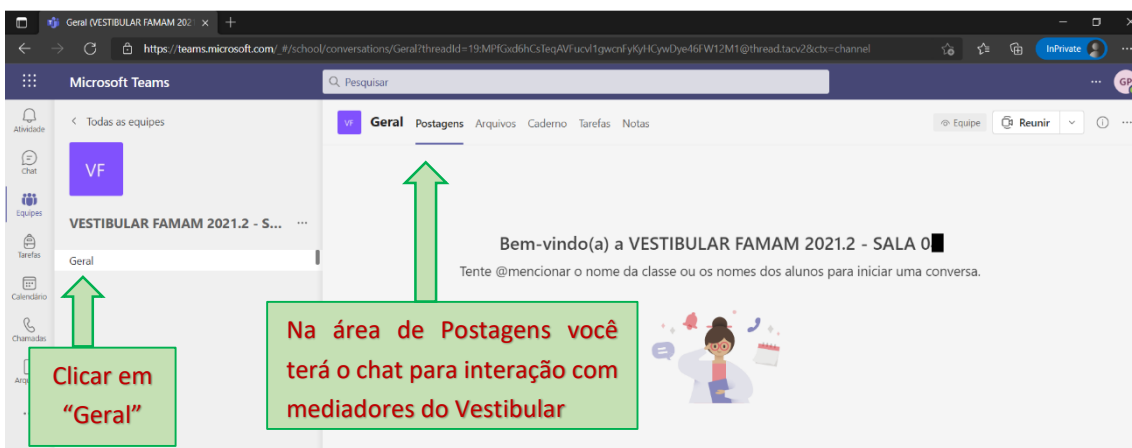 Geral (VESTIBULAR FAMAM 202
https://teams.microsoft.com/_#/school/conversations/Geral?threadId=19:MPfGxd6hCsTeqAVFucvl1gwcnFyKyHCywDye46FW12M1@thread.tacv2&ctx=channel
InPrivate
Microsoft Teams
Pesquisar
GP
Atividade
Chat
Equipes
Tarefas
Calendário
Chamadas
Todas as equipes
VF
VESTIBULAR FAMAM 2021.2 - S...
Geral
VF Geral Postagens Arquivos Caderno Tarefas Notas
Equipe Reunir
Bem-vindo(a) a VESTIBULAR FAMAM 2021.2 - SALA 0
Tente @mencionar o nome da classe ou os nomes dos alunos para iniciar uma conversa.
Clicar em
“Geral”
Na área de Postagens você
terá o chat para interação com
mediadores do Vestibular